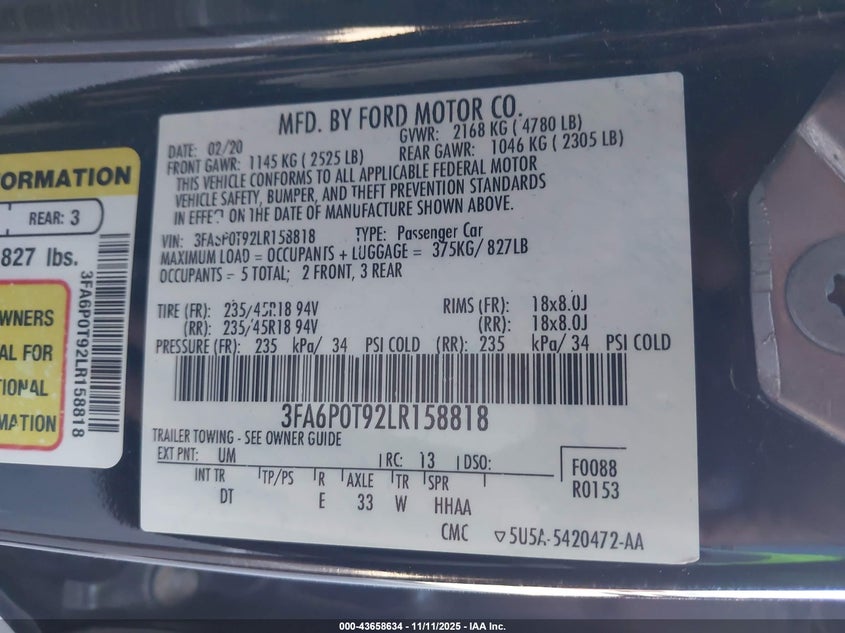 MFD. BY FORD MOTOR CO.
DATE: 02/20
GVWR: 2168 KG ( 4780 LB)
FRONT GAWR: 1145 KG ( 2525 LB)
REAR GAWR: 1046 KG ( 2305 LB)
THIS VEHICLE CONFORMS TO ALL APPLICABLE FEDERAL MOTOR
VEHICLE SAFETY, BUMPER, AND THEFT PREVENTION STANDARDS
IN EFFECT ON THE DATE OF MANUFACTURE SHOWN ABOVE.
VIN: 3FA6P0T92LR158818 TYPE: Passenger Car
MAXIMUM LOAD = OCCUPANTS + LUGGAGE = 375KG/ 827LB
OCCUPANTS = 5 TOTAL; 2 FRONT, 3 REAR
TIRE (FR): 235/45R18 94V RIMS (FR): 18x8.0J
(RR): 235/45R18 94V (RR): 18x8.0J
PRESSURE (FR): 235 kPa/ 34 PSI COLD (RR): 235 kPa/ 34 PSI COLD
3FA6P0T92LR158818
TRAILER TOWING - SEE OWNER GUIDE
EXT PNT: UM RC: 13 DSO:
F0088
R0153
INT TR TP/PS R AXLE TR SPR
DT E 33 W HHAA
CMC ▽5U5A-5420472-AA
FORMATION
REAR: 3
827 lbs.
3FA6P0T92LR158818
WNERS
AL FOR
TIONAL
MATION
000-43658634 - 11/11/2025 - IAA Inc.